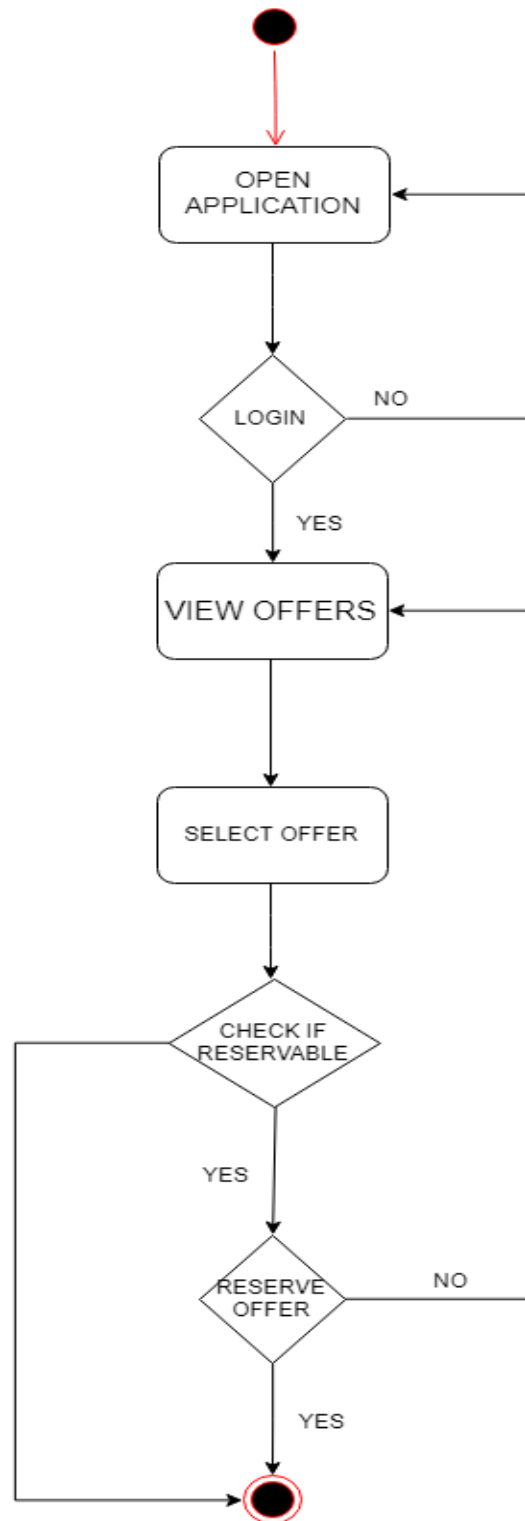 OPEN
APPLICATION
LOGIN
NO
YES
VIEW OFFERS
SELECT OFFER
CHECK IF
RESERVABLE
YES
RESERVE
OFFER
NO
YES